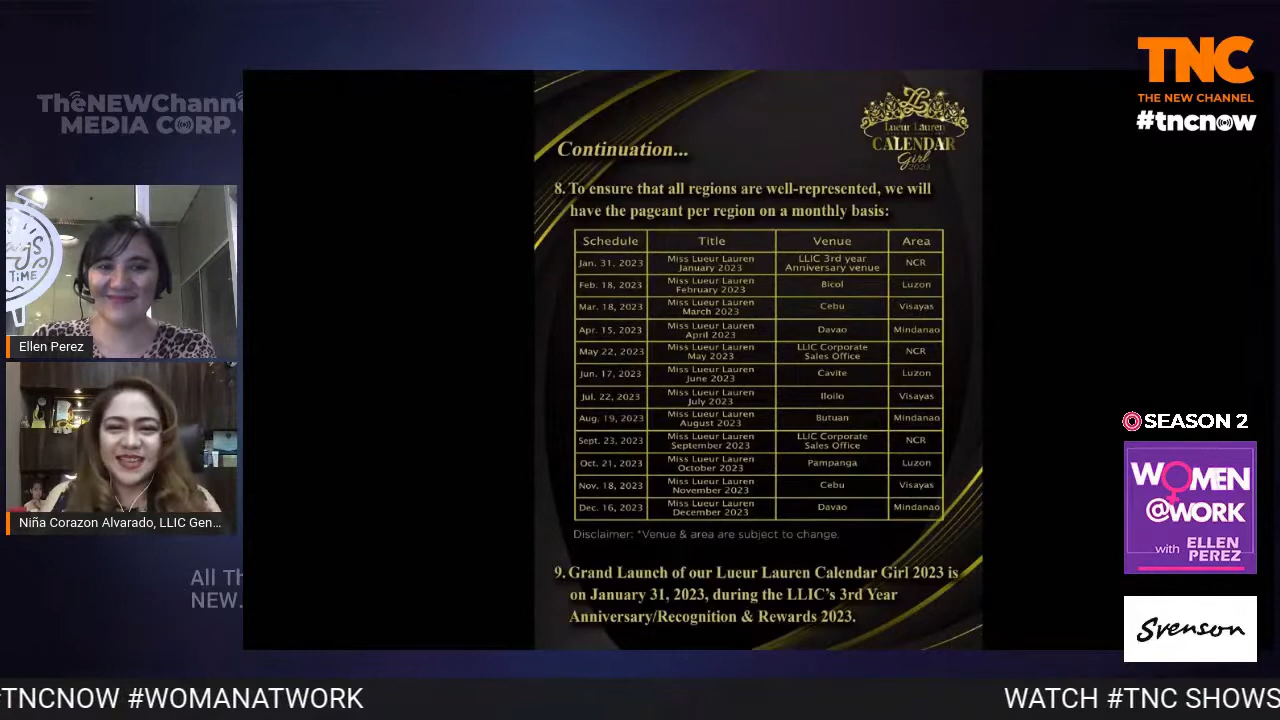 TheNEWChanne
MEDIA CORP.
TNC
THE NEW CHANNEL
#tncnow
Lueur Lauren
CALENDAR
Girl
2023
Continuation...
8. To ensure that all regions are well-represented, we will
have the pageant per region on a monthly basis:
Schedule Title Venue Area
Jan. 31, 2023 Miss Lueur Lauren January 2023 LLIC 3rd year Anniversary venue NCR
Feb. 18, 2023 Miss Lueur Lauren February 2023 Bicol Luzon
Mar. 18, 2023 Miss Lueur Lauren March 2023 Cebu Visayas
Apr. 15, 2023 Miss Lueur Lauren April 2023 Davao Mindanao
May 22, 2023 Miss Lueur Lauren May 2023 LLIC Corporate Sales Office NCR
Jun. 17, 2023 Miss Lueur Lauren June 2023 Cavite Luzon
Jul. 22, 2023 Miss Lueur Lauren July 2023 Iloilo Visayas
Aug. 19, 2023 Miss Lueur Lauren August 2023 Butuan Mindanao
Sept. 23, 2023 Miss Lueur Lauren September 2023 LLIC Corporate Sales Office NCR
Oct. 21, 2023 Miss Lueur Lauren October 2023 Pampanga Luzon
Nov. 18, 2023 Miss Lueur Lauren November 2023 Cebu Visayas
Dec. 16, 2023 Miss Lueur Lauren December 2023 Davao Mindanao
Disclaimer: *Venue & area are subject to change.
9. Grand Launch of our Lueur Lauren Calendar Girl 2023 is
on January 31, 2023, during the LLIC's 3rd Year
Anniversary/Recognition & Rewards 2023.
TIME
Ellen Perez
Niña Corazon Alvarado, LLIC Gen...
All Th
NEW.
SEASON 2
WOMEN
@WORK
with ELLEN
PEREZ
Svenson
#TNCNOW #WOMANATWORK
WATCH #TNC SHOWS